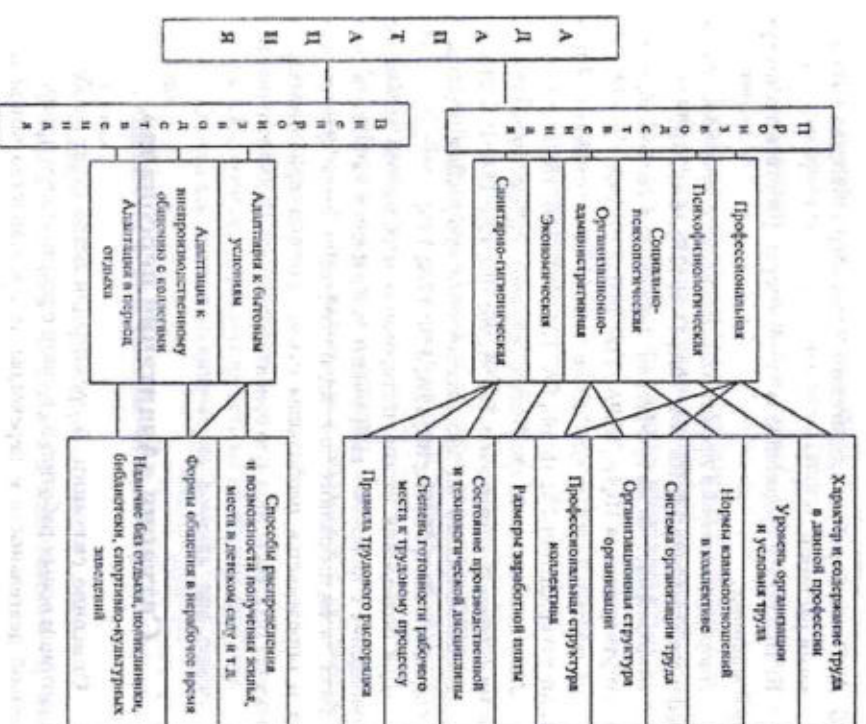 АДАПТАЦИЯ
Производственная
Профессиональная
Психофизиологическая
Социально-
психологическая
Организационно-
административная
Экономическая
Санитарно-гигиеническая
Характер и содержание труда
в данной профессии
Уровень организации
и условия труда
Нормы взаимоотношений
в коллективе
Система организации труда
Организационная структура
организации
Профессиональная структура
коллектива
Размеры заработной платы
Состояние производственной
и технологической дисциплины
Степень готовности рабочего
места к трудовому процессу
Правила трудового распорядка
Внепроизводственная
Адаптация к бытовым
условиям
Адаптация к
внепроизводственному
общению с коллегами
Адаптация в период
отдыха
Способы распределения
и возможности получения жилья,
места в детском саду и т.д.
Формы общения в нерабочее время
Наличие баз отдыха, поликлиники,
библиотеки, спортивно-культурных
заведений